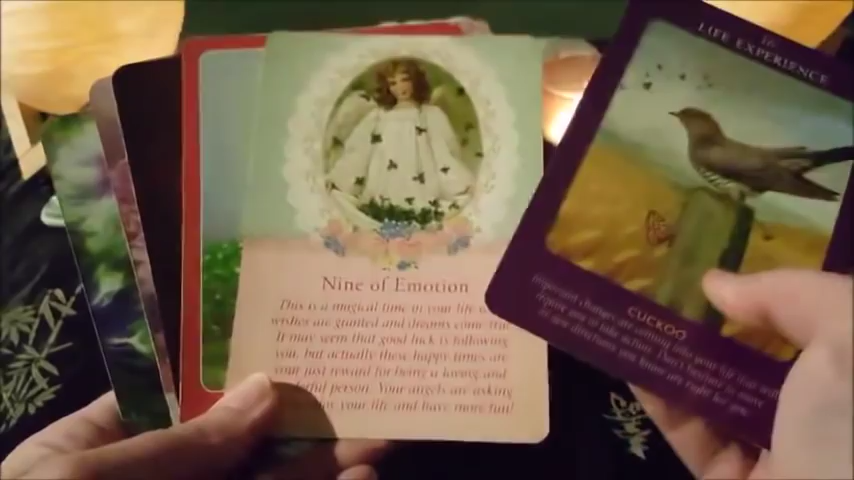 Nine of Emotion
This is a magical time in your life
wishes are granted and dreams come true
It may seem that good luck is following
you, but actually these happy times are
your just reward for being a loving and
person. Your angels are asking
your life and have more fun!
16
LIFE EXPERIENCE
CUCKOO
Important changes are coming into your life that will
require you to take action. Don't hesitate to move
in new directions you know are right for you.